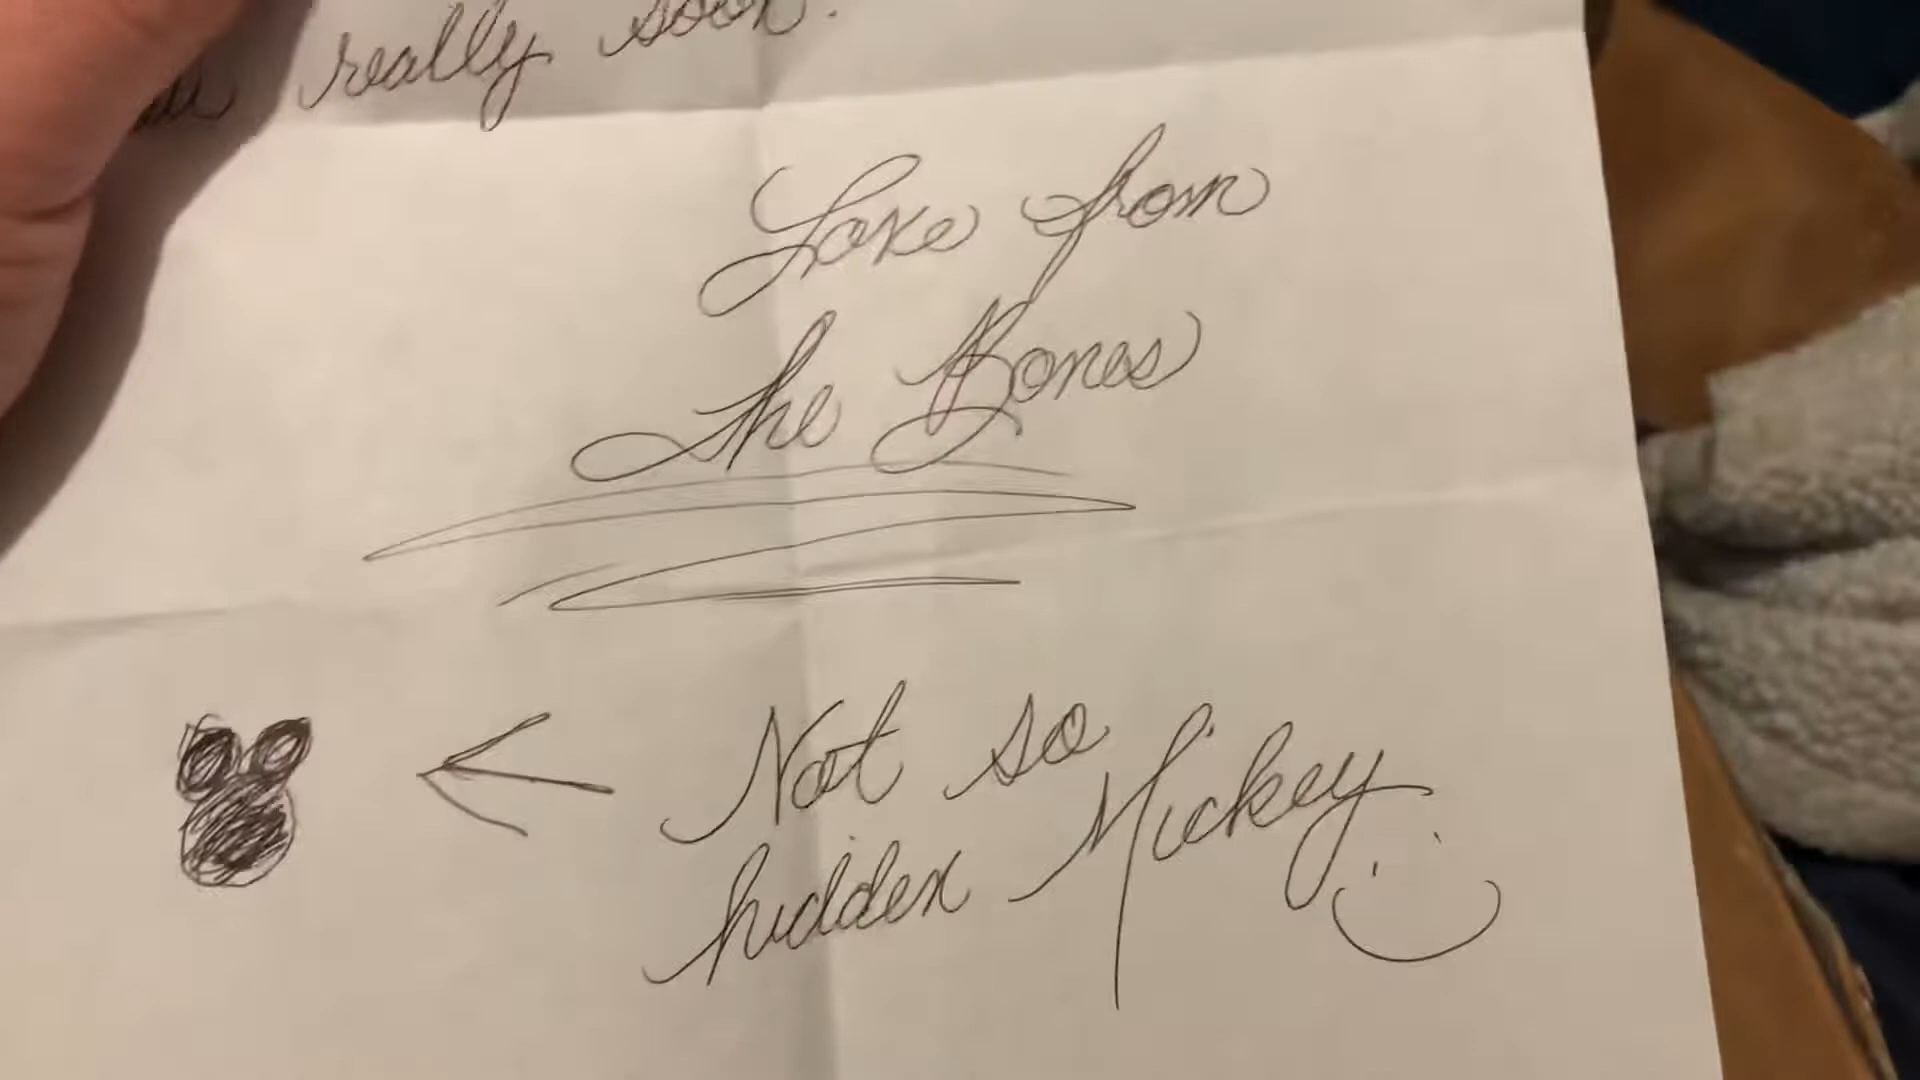 really soon.
Love from
The Bones
Not so
hidden Mickey